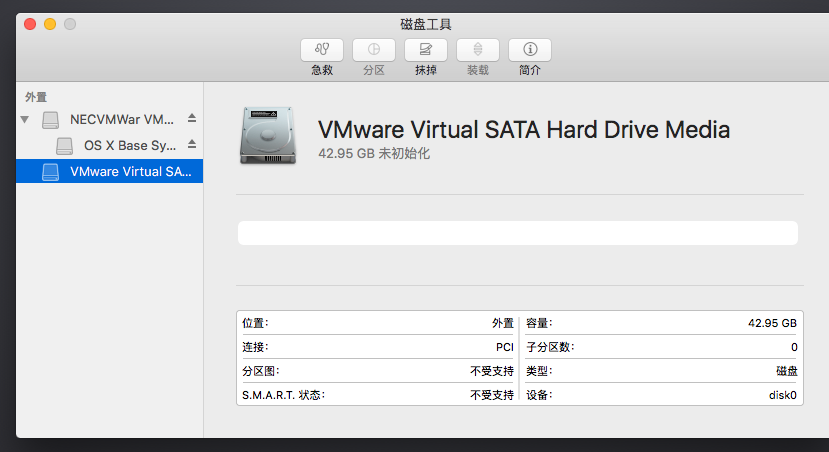 磁盘工具
急救 分区 抹掉 装载 简介
外置
NECVMWar VM...
OS X Base Sy...
VMware Virtual SA...
VMware Virtual SATA Hard Drive Media
42.95 GB 未初始化
位置： 外置 容量： 42.95 GB
连接： PCI 子分区数： 0
分区图： 不受支持 类型： 磁盘
S.M.A.R.T. 状态： 不受支持 设备： disk0